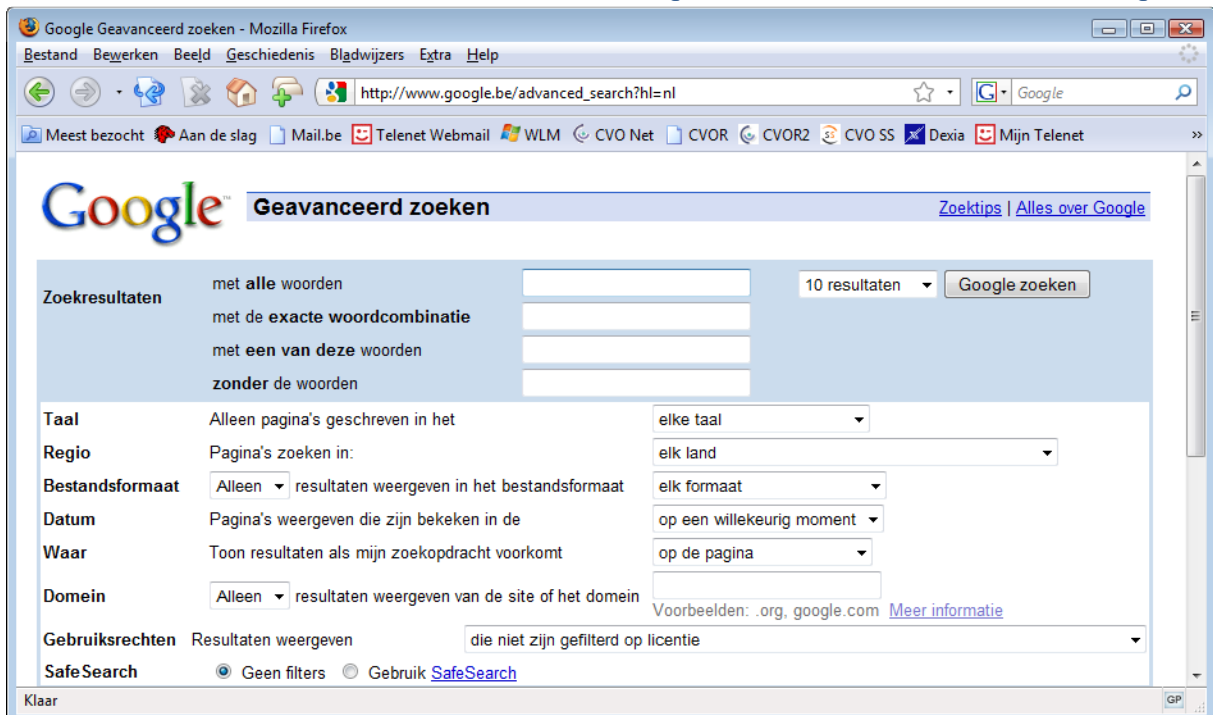 Google Geavanceerd zoeken - Mozilla Firefox
Bestand Bewerken Beeld Geschiedenis Bladwijzers Extra Help
http://www.google.be/advanced_search?hl=nl G Google
Meest bezocht Aan de slag Mail.be Telenet Webmail WLM CVO Net CVOR CVOR2 CVO SS Dexia Mijn Telenet »
Google™ Geavanceerd zoeken Zoektips | Alles over Google
Zoekresultaten met alle woorden 10 resultaten Google zoeken
met de exacte woordcombinatie
met een van deze woorden
zonder de woorden
Taal Alleen pagina's geschreven in het elke taal
Regio Pagina's zoeken in: elk land
Bestandsformaat Alleen resultaten weergeven in het bestandsformaat elk formaat
Datum Pagina's weergeven die zijn bekeken in de op een willekeurig moment
Waar Toon resultaten als mijn zoekopdracht voorkomt op de pagina
Domein Alleen resultaten weergeven van de site of het domein
Voorbeelden: .org, google.com Meer informatie
Gebruiksrechten Resultaten weergeven die niet zijn gefilterd op licentie
SafeSearch Geen filters Gebruik SafeSearch
Klaar GP